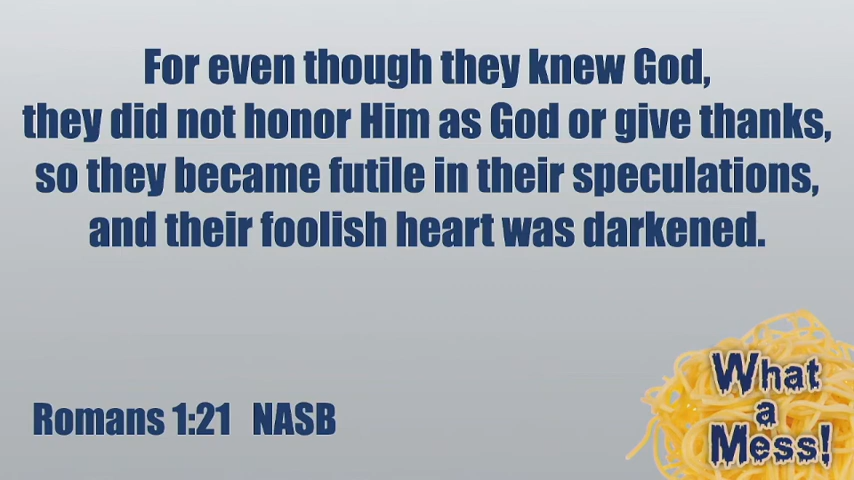 For even though they knew God,
they did not honor Him as God or give thanks,
so they became futile in their speculations,
and their foolish heart was darkened.
Romans 1:21 NASB
What
a
Mess!